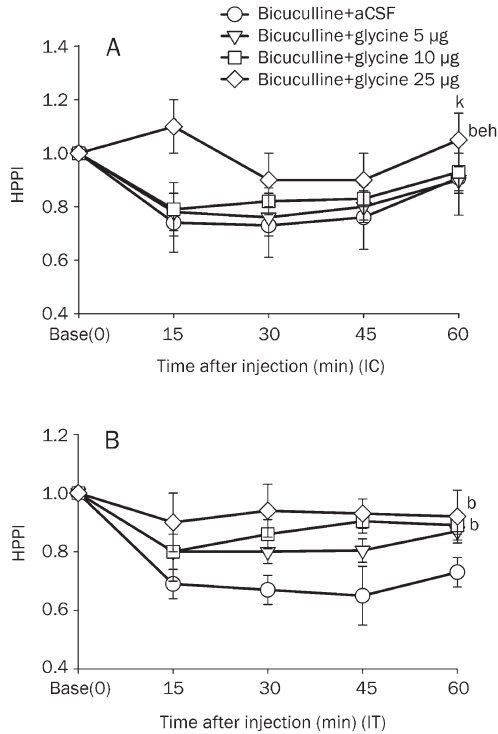 Bicuculline+aCSF
Bicuculline+glycine 5 µg
Bicuculline+glycine 10 µg
Bicuculline+glycine 25 µg
A
1.4
1.2
1.0
0.8
0.6
0.4
HPPI
k
beh
Base(0) 15 30 45 60
Time after injection (min) (IC)
B
1.2
1.0
0.8
0.6
0.4
HPPI
b
b
Base(0) 15 30 45 60
Time after injection (min) (IT)